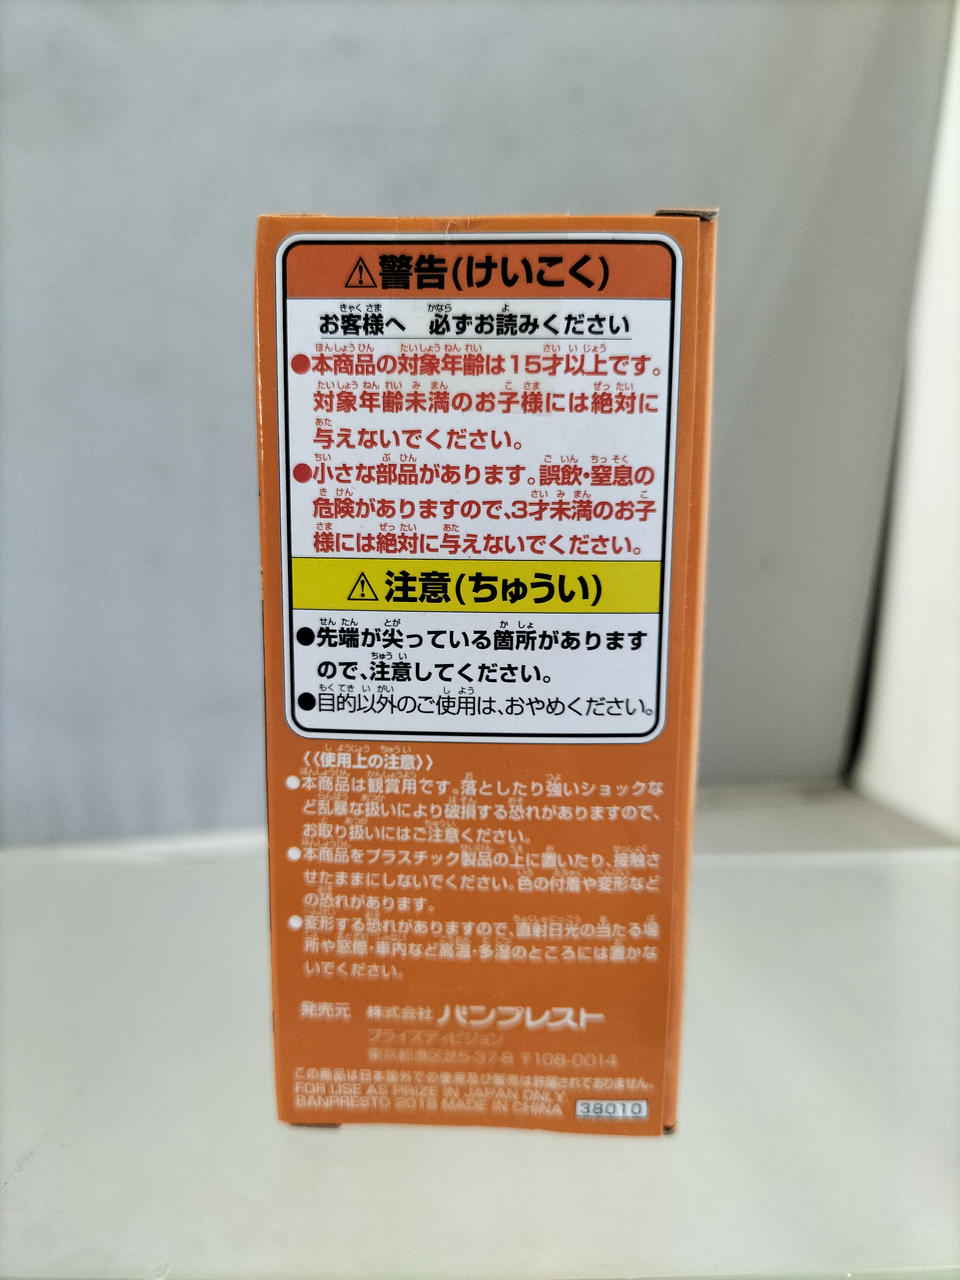 ⚠警告(けいこく)
お客様へ 必ずお読みください
●本商品の対象年齢は15才以上です。
対象年齢未満のお子様には絶対に
与えないでください。
●小さな部品があります。誤飲・窒息の
危険がありますので、3才未満のお子
様には絶対に与えないでください。
⚠注意(ちゅうい)
●先端が尖っている箇所があります
ので、注意してください。
●目的以外のご使用は、おやめください。
《使用上の注意》
●本商品は観賞用です。落としたり強いショックな
ど乱暴な扱いにより破損する恐れがありますので、
お取り扱いにはご注意ください。
●本商品をプラスチック製品の上に置いたり、接触さ
せたままにしないでください。色の付着や変形など
の恐れがあります。
●変形する恐れがありますので、直射日光の当たる場
所や窓際・車内など高温・多湿のところには置かな
いでください。
発売元 株式会社 バンプレスト
プライズディビジョン
東京都港区芝5-37-8 〒108-0014
この商品は日本国外での使用及び販売は許諾されておりません。
FOR USE AS PRIZE IN JAPAN ONLY
BANPRESTO 2018 MADE IN CHINA 38010